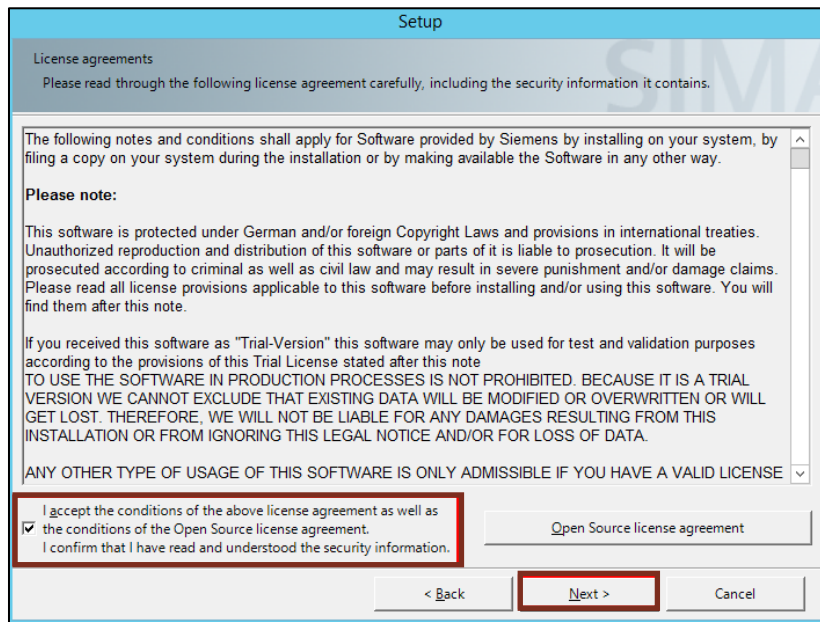 Setup
License agreements
Please read through the following license agreement carefully, including the security information it contains.
SIMA
The following notes and conditions shall apply for Software provided by Siemens by installing on your system, by
filing a copy on your system during the installation or by making available the Software in any other way.
Please note:
This software is protected under German and/or foreign Copyright Laws and provisions in international treaties.
Unauthorized reproduction and distribution of this software or parts of it is liable to prosecution. It will be
prosecuted according to criminal as well as civil law and may result in severe punishment and/or damage claims.
Please read all license provisions applicable to this software before installing and/or using this software. You will
find them after this note.
If you received this software as "Trial-Version" this software may only be used for test and validation purposes
according to the provisions of this Trial License stated after this note
TO USE THE SOFTWARE IN PRODUCTION PROCESSES IS NOT PROHIBITED. BECAUSE IT IS A TRIAL
VERSION WE CANNOT EXCLUDE THAT EXISTING DATA WILL BE MODIFIED OR OVERWRITTEN OR WILL
GET LOST. THEREFORE, WE WILL NOT BE LIABLE FOR ANY DAMAGES RESULTING FROM THIS
INSTALLATION OR FROM IGNORING THIS LEGAL NOTICE AND/OR FOR LOSS OF DATA.
ANY OTHER TYPE OF USAGE OF THIS SOFTWARE IS ONLY ADMISSIBLE IF YOU HAVE A VALID LICENSE
I accept the conditions of the above license agreement as well as
the conditions of the Open Source license agreement.
I confirm that I have read and understood the security information.
Open Source license agreement
< Back
Next >
Cancel